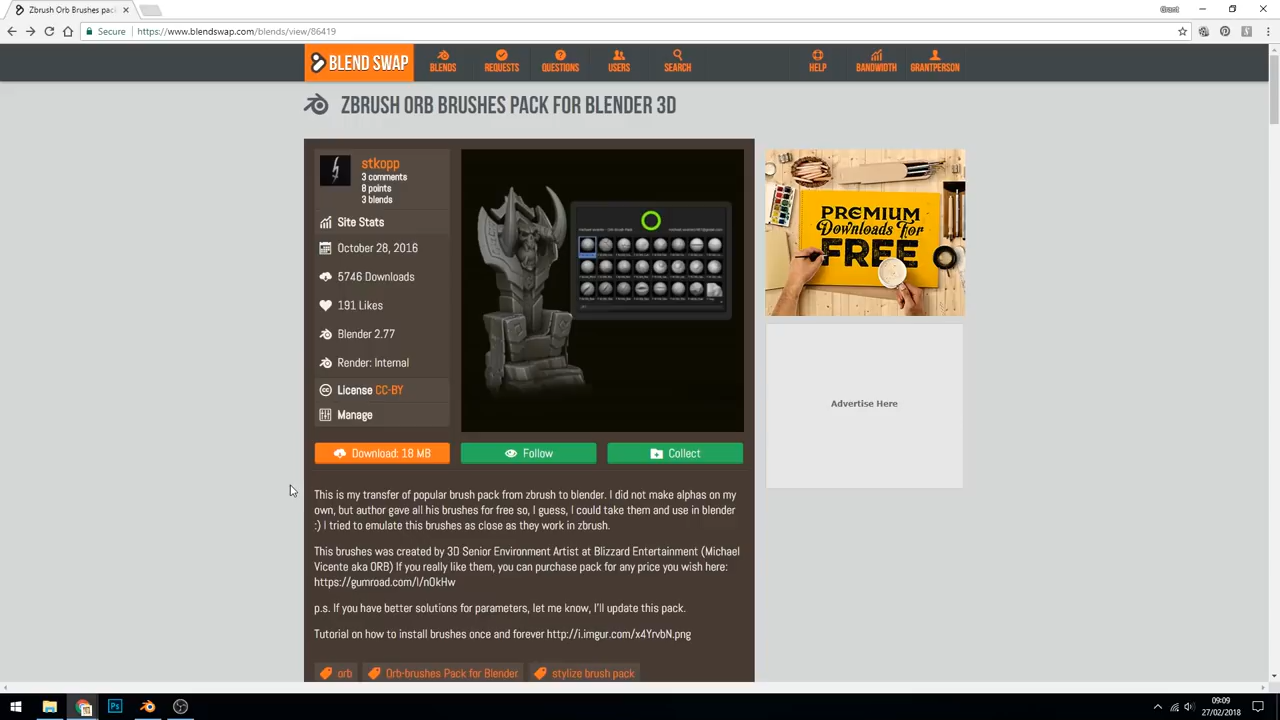 Zbrush Orb Brushes pack
Grant
Secure
https://www.blendswap.com/blends/view/86419
BLEND SWAP
BLENDS
REQUESTS
QUESTIONS
USERS
SEARCH
HELP
BANDWIDTH
GRANTPERSON
ZBRUSH ORB BRUSHES PACK FOR BLENDER 3D
stkopp
3 comments
8 points
3 blends
Site Stats
October 28, 2016
5746 Downloads
191 Likes
Blender 2.77
Render: Internal
License CC-BY
Manage
PREMIUM
Downloads For
FREE
Advertise Here
Download: 18 MB
Follow
Collect
This is my transfer of popular brush pack from zbrush to blender. I did not make alphas on my
own, but author gave all his brushes for free so, I guess, I could take them and use in blender
:) I tried to emulate this brushes as close as they work in zbrush.
This brushes was created by 3D Senior Environment Artist at Blizzard Entertainment (Michael
Vicente aka ORB) If you really like them, you can purchase pack for any price you wish here:
https://gumroad.com/l/nOkHw
p.s. If you have better solutions for parameters, let me know, I'll update this pack.
Tutorial on how to install brushes once and forever http://i.imgur.com/x4YrvbN.png
orb
Orb-brushes Pack for Blender
stylize brush pack
Ps
09:09
27/02/2018